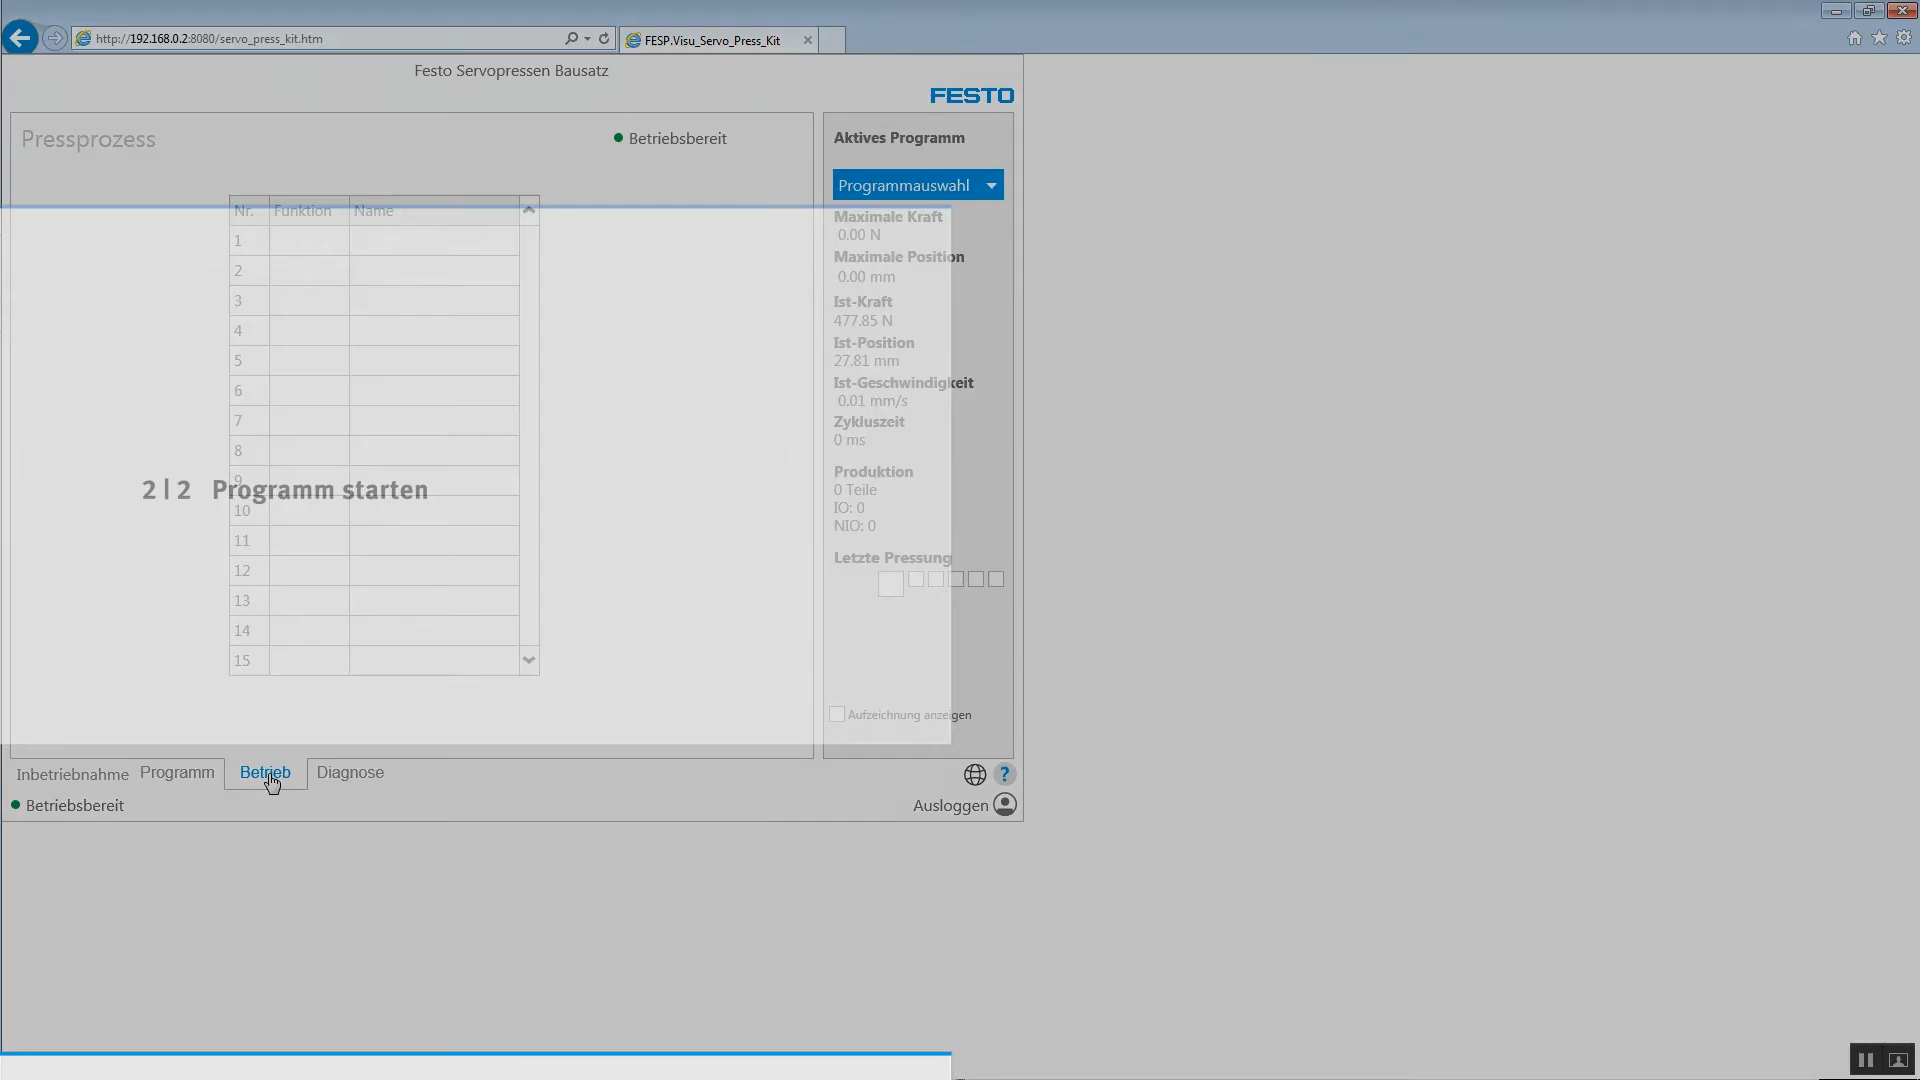 http://192.168.0.2:8080/servo_press_kit.htm
FESP.Visu_Servo_Press_Kit
Festo Servopressen Bausatz
FESTO
Pressprozess
Betriebsbereit
Nr. Funktion Name
1
2
3
4
5
6
7
8
9
10
11
12
13
14
15
2 | 2 Programm starten
Aktives Programm
Programmauswahl
Maximale Kraft
0.00 N
Maximale Position
0.00 mm
Ist-Kraft
477.85 N
Ist-Position
27.81 mm
Ist-Geschwindigkeit
0.01 mm/s
Zykluszeit
0 ms
Produktion
0 Teile
IO: 0
NIO: 0
Letzte Pressung
Aufzeichnung anzeigen
Inbetriebnahme Programm Betrieb Diagnose
?
Betriebsbereit
Ausloggen